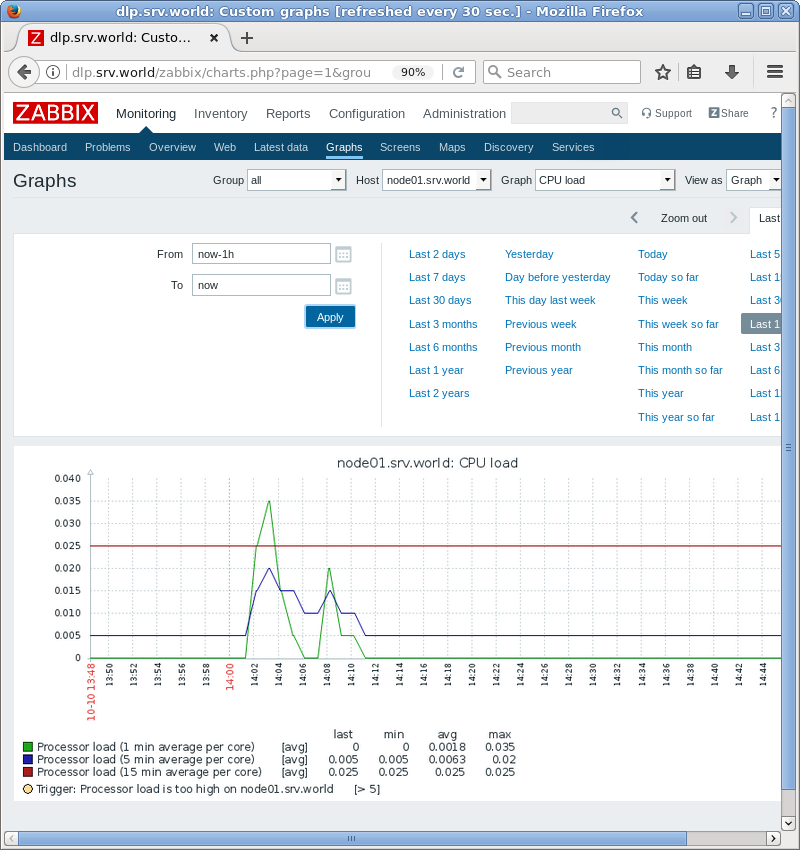 dlp.srv.world: Custom graphs [refreshed every 30 sec.] - Mozilla Firefox
dlp.srv.world: Custo...
dlp.srv.world/zabbix/charts.php?page=1&grou 90% Search
ZABBIX Monitoring Inventory Reports Configuration Administration Support Z Share ?
Dashboard Problems Overview Web Latest data Graphs Screens Maps Discovery Services
Graphs Group all Host node01.srv.world Graph CPU load View as Graph
Zoom out Last
From now-1h Last 2 days Yesterday Today Last 5
Last 7 days Day before yesterday Today so far Last 1
To now Last 30 days This day last week This week Last 3
Apply Last 3 months Previous week This week so far Last 1
Last 6 months Previous month This month Last 3
Last 1 year Previous year This month so far Last 6
Last 2 years This year Last 1
This year so far Last 1
node01.srv.world: CPU load
0.040
0.035
0.030
0.025
0.020
0.015
0.010
0.005
0
10-10 13:48 13:50 13:52 13:54 13:56 13:58 14:00 14:02 14:04 14:06 14:08 14:10 14:12 14:14 14:16 14:18 14:20 14:22 14:24 14:26 14:28 14:30 14:32 14:34 14:36 14:38 14:40 14:42 14:44
last min avg max
Processor load (1 min average per core) [avg] 0 0 0.0018 0.035
Processor load (5 min average per core) [avg] 0.005 0.005 0.0063 0.02
Processor load (15 min average per core) [avg] 0.025 0.025 0.025 0.025
Trigger: Processor load is too high on node01.srv.world [> 5]